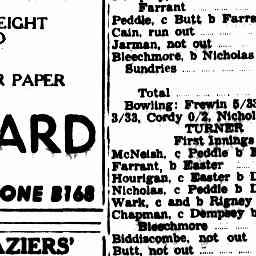 EIGHT
R PAPER
ARD
ONE B168
AZIERS'
Farrant
Peddle, c Butt b Farra
Cain, run out
Jarman, not out
Bleechmore, b Nicholas
Sundries
Total
Bowling: Frewin 5/33
3/33, Cordy 0/2, Nichol
TURNER
First Innings
McNeish, c Peddle b
Farrant, b Easter
Hourigan, c Easter b D
Nicholas, c Peddle b D
Wark, c and b Rigney
Chapman, c Dempsey b
Bleechmore
Biddiscombe, not out
Butt, not out